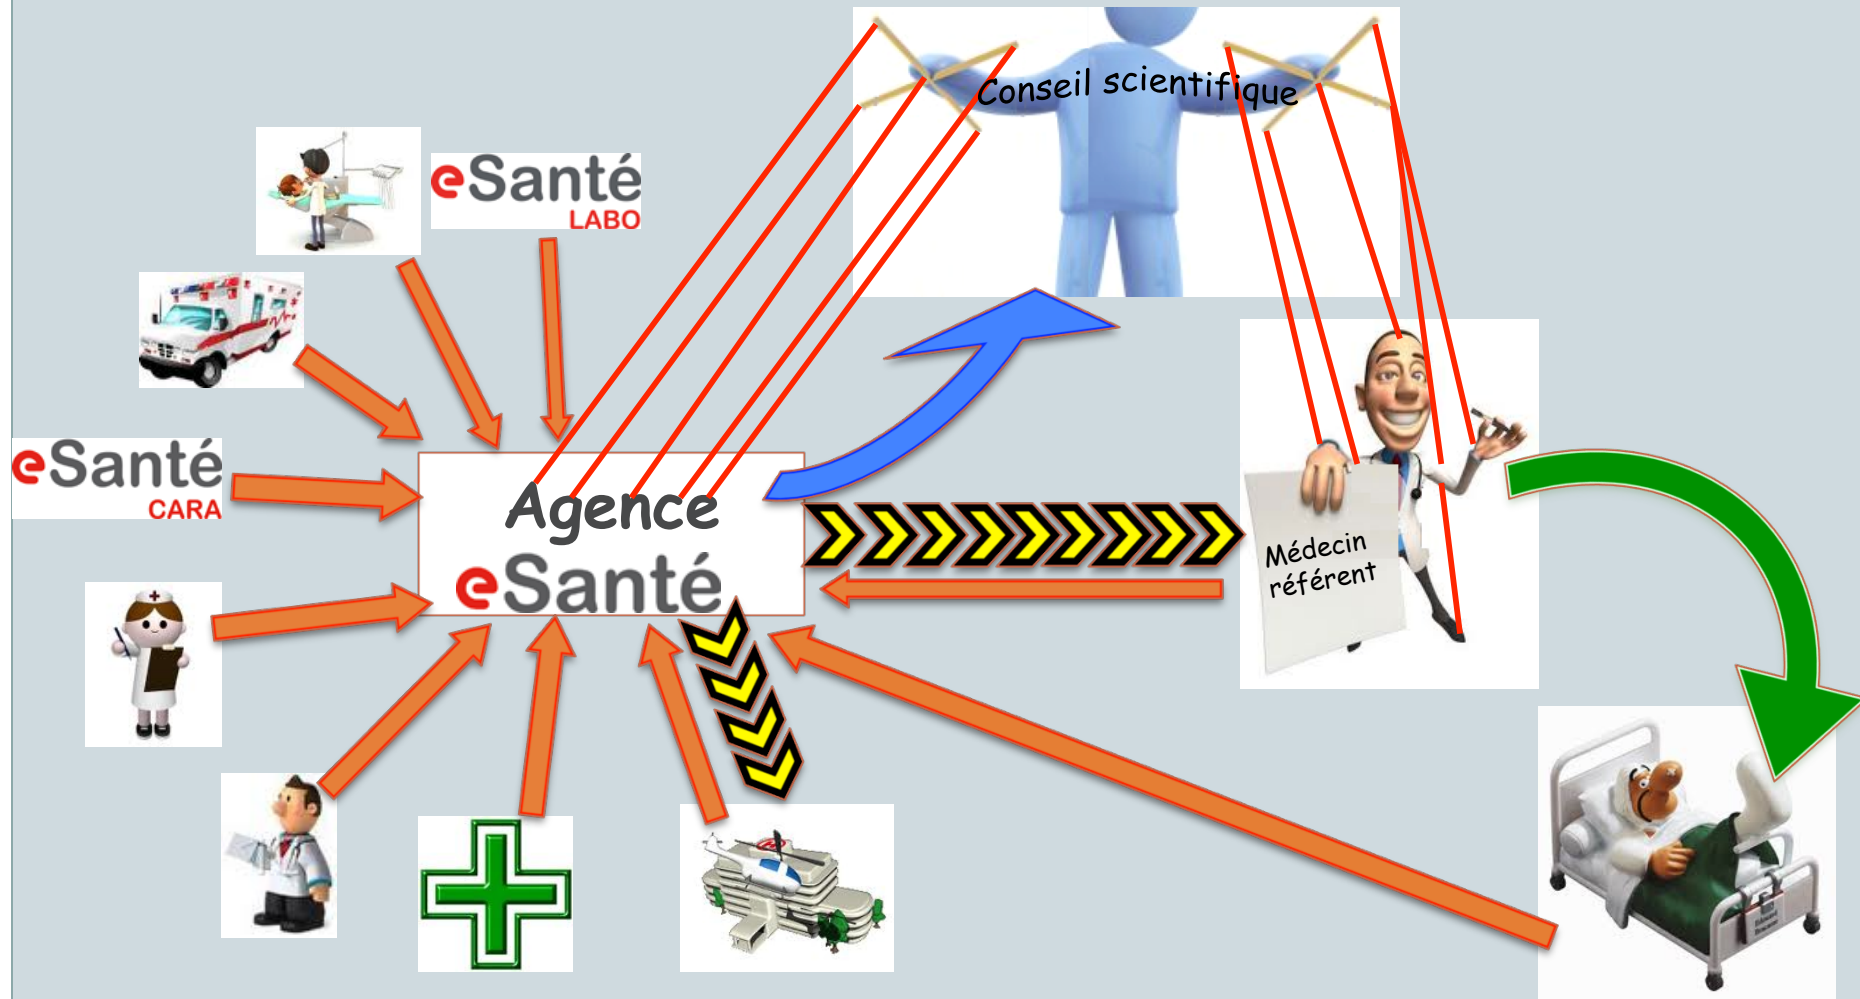 Conseil scientifique
eSanté
LABO
eSanté
CARA
Agence
eSanté
Médecin
référent